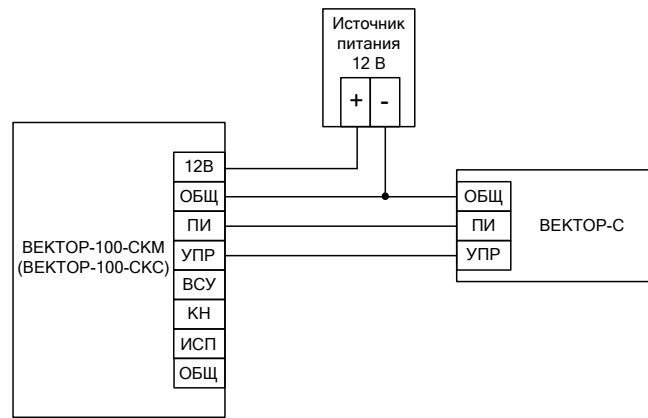 Источник
питания
12 В
+ -
12В
ОБЩ
ПИ
УПР
ВСУ
КН
ИСП
ОБЩ
ВЕКТОР-100-СКМ
(ВЕКТОР-100-СКС)
ОБЩ
ПИ
УПР
ВЕКТОР-С